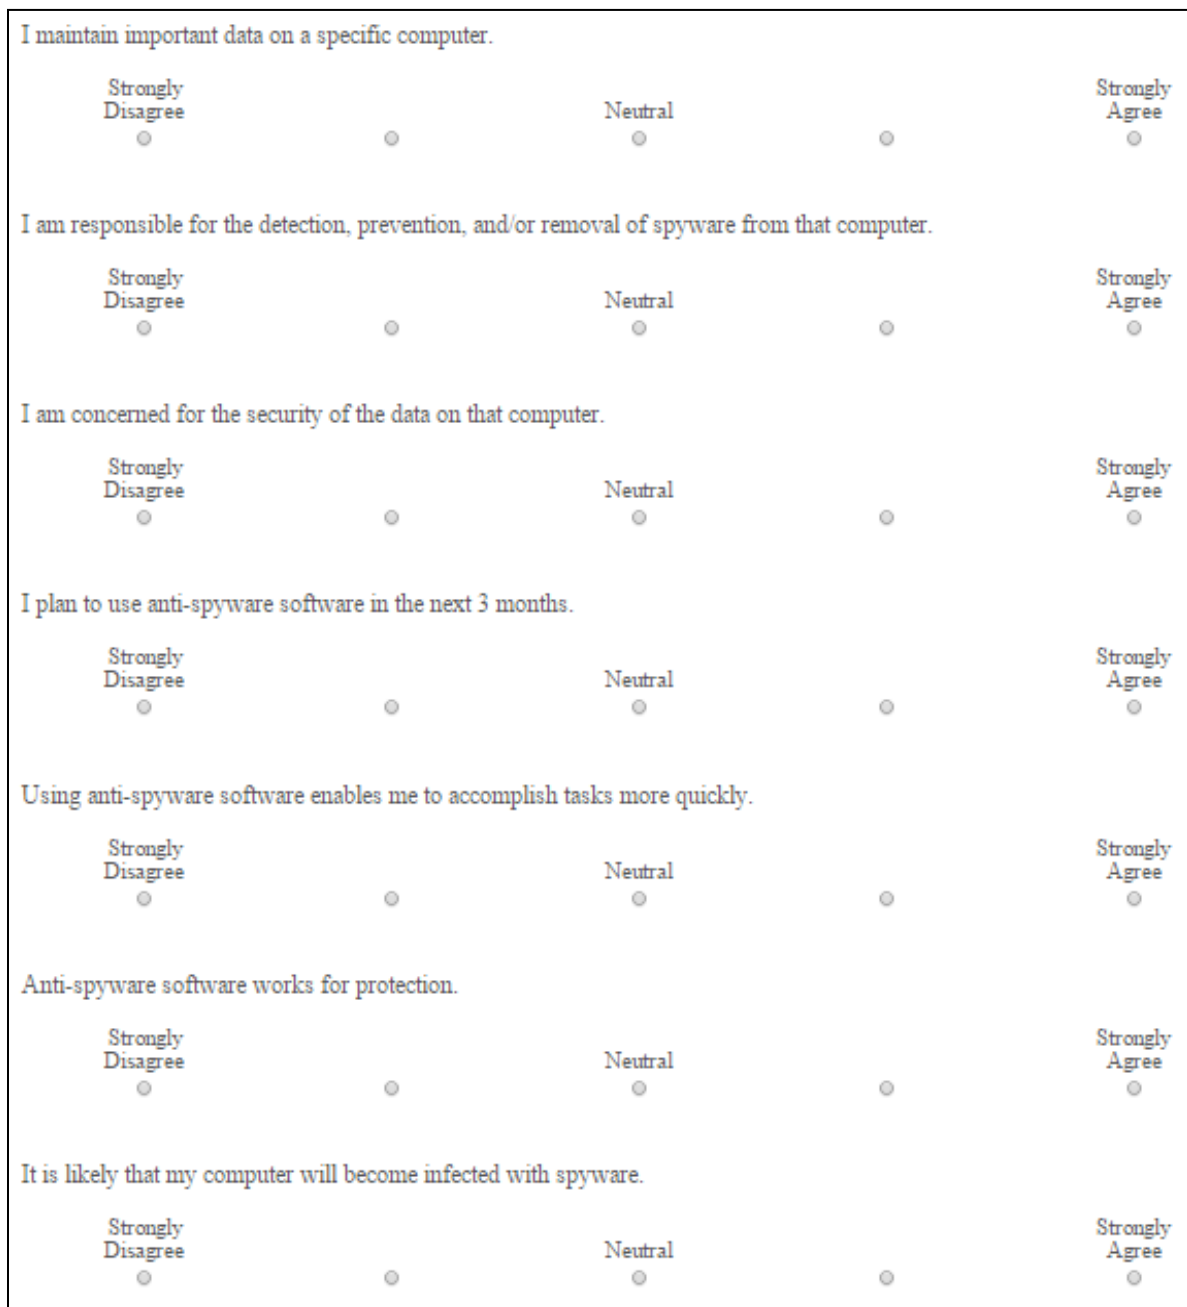 I maintain important data on a specific computer.
Strongly Disagree Neutral Strongly Agree
I am responsible for the detection, prevention, and/or removal of spyware from that computer.
Strongly Disagree Neutral Strongly Agree
I am concerned for the security of the data on that computer.
Strongly Disagree Neutral Strongly Agree
I plan to use anti-spyware software in the next 3 months.
Strongly Disagree Neutral Strongly Agree
Using anti-spyware software enables me to accomplish tasks more quickly.
Strongly Disagree Neutral Strongly Agree
Anti-spyware software works for protection.
Strongly Disagree Neutral Strongly Agree
It is likely that my computer will become infected with spyware.
Strongly Disagree Neutral Strongly Agree